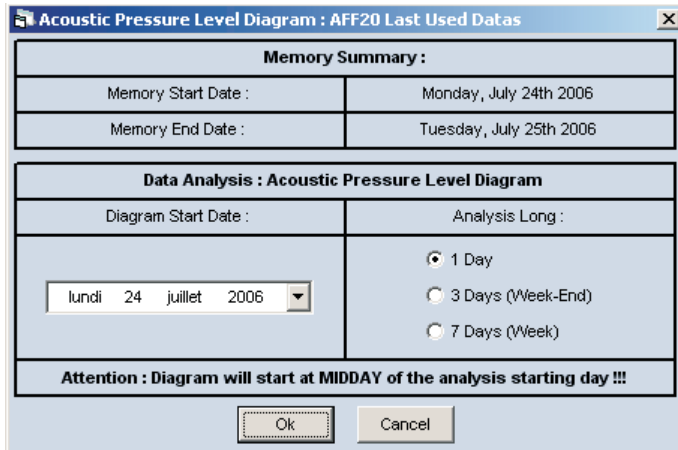 Acoustic Pressure Level Diagram : AFF20 Last Used Datas
Memory Summary :
Memory Start Date : Monday, July 24th 2006
Memory End Date : Tuesday, July 25th 2006
Data Analysis : Acoustic Pressure Level Diagram
Diagram Start Date : Analysis Long :
1 Day
lundi 24 juillet 2006 3 Days (Week-End)
7 Days (Week)
Attention : Diagram will start at MIDDAY of the analysis starting day !!!
Ok Cancel